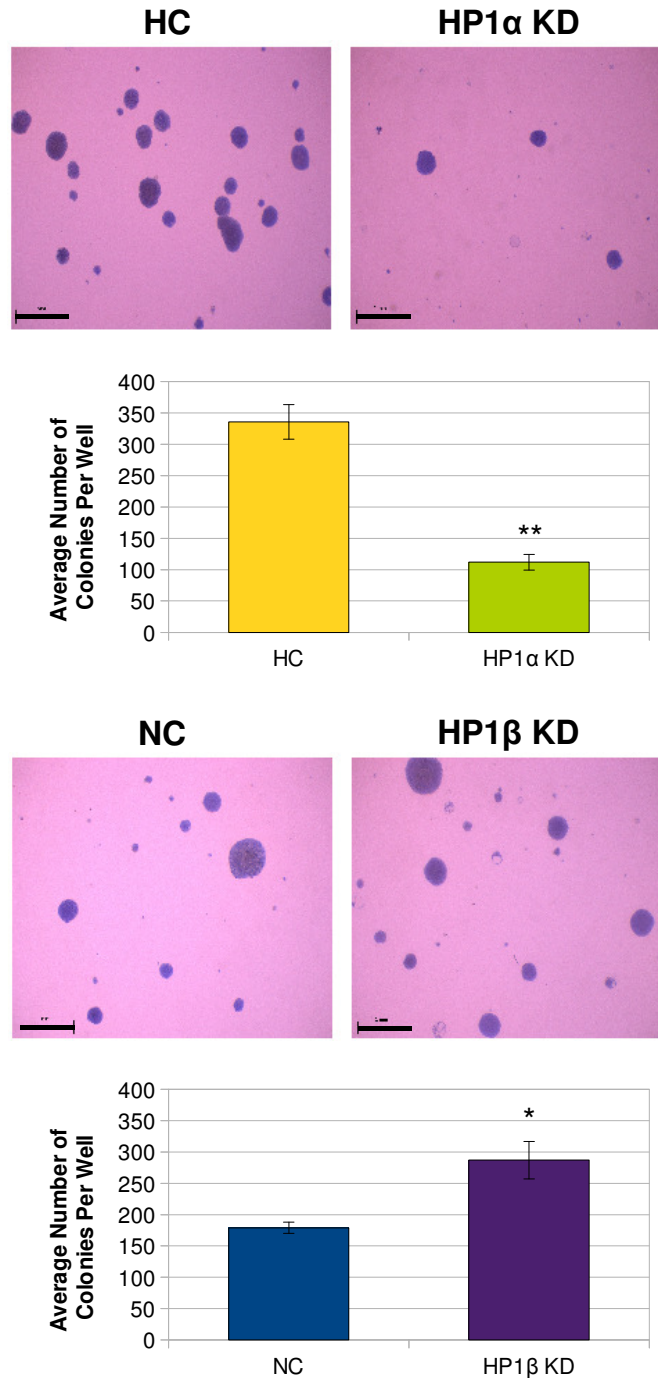 HC HP1α KD
Average Number of
Colonies Per Well
400
350
300
250
200
150
100
50
0
**
HC HP1α KD
NC HP1β KD
Average Number of
Colonies Per Well
400
350
300
250
200
150
100
50
0
*
NC HP1β KD